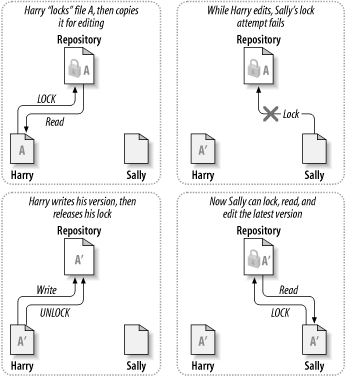 Harry “locks” file A, then copies
it for editing
Repository
A
LOCK
Read
A
Harry
Sally
While Harry edits, Sally’s lock
attempt fails
Repository
A
Lock
A’
Harry
Sally
Harry writes his version, then
releases his lock
Repository
A’
Write
UNLOCK
A’
Harry
Sally
Now Sally can lock, read, and
edit the latest version
Repository
A’
Read
LOCK
A’
A’
Harry
Sally